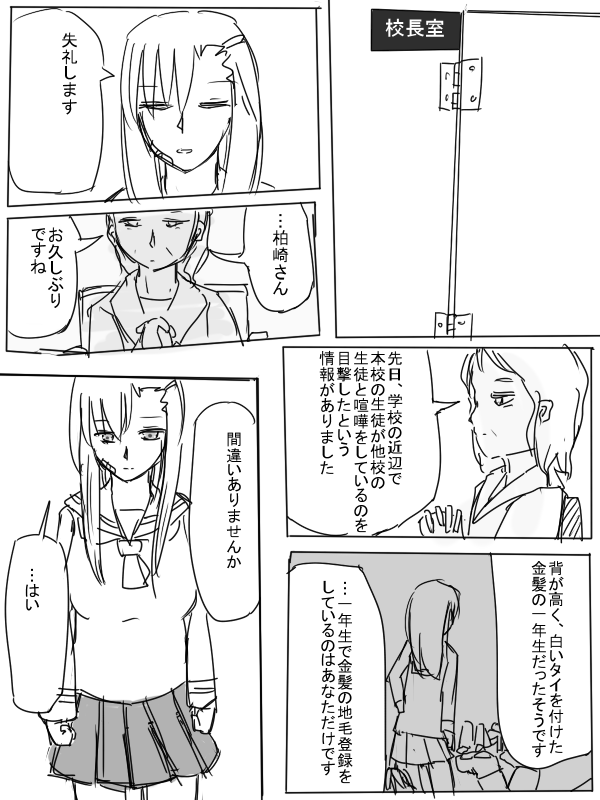 校長室
失礼します
…柏崎さん
お久しぶり
ですね
先日、学校の近辺で
本校の生徒が他校の
生徒と喧嘩をしているのを
目撃したという
情報がありました
背が高く、白いタイを付けた
金髪の一年生だったそうです
…一年生で金髪の地毛登録を
しているのはあなただけです
間違いありませんか
…はい